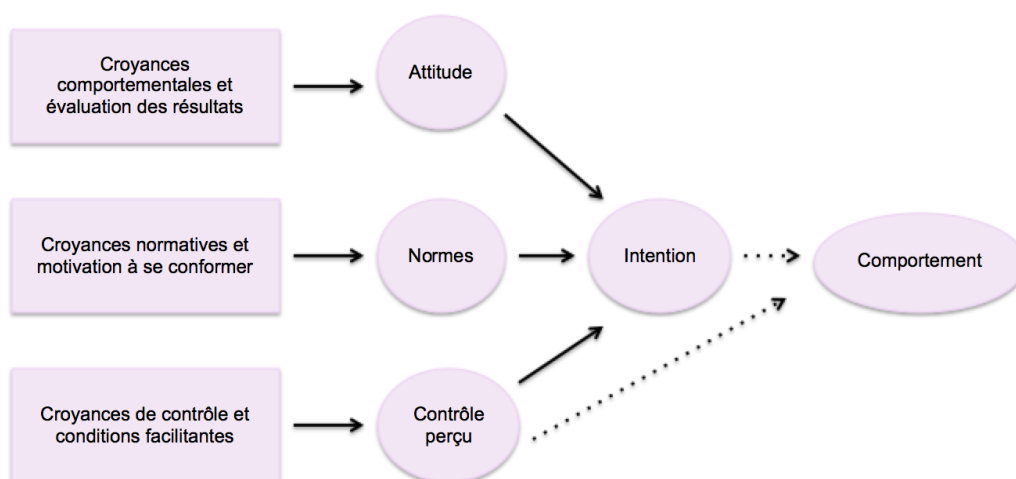 Croyances
comportementales et
évaluation des résultats
Attitude
Croyances normatives et
motivation à se conformer
Normes
Intention
Comportement
Croyances de contrôle et
conditions facilitantes
Contrôle
perçu